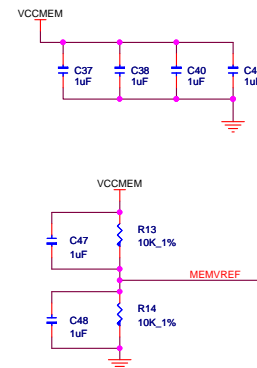 VCCMEM
C37 C38 C40
1uF 1uF 1uF
VCCMEM
R13
10K_1%
C47
1uF
MEMVREF
R14
10K_1%
C48
1uF